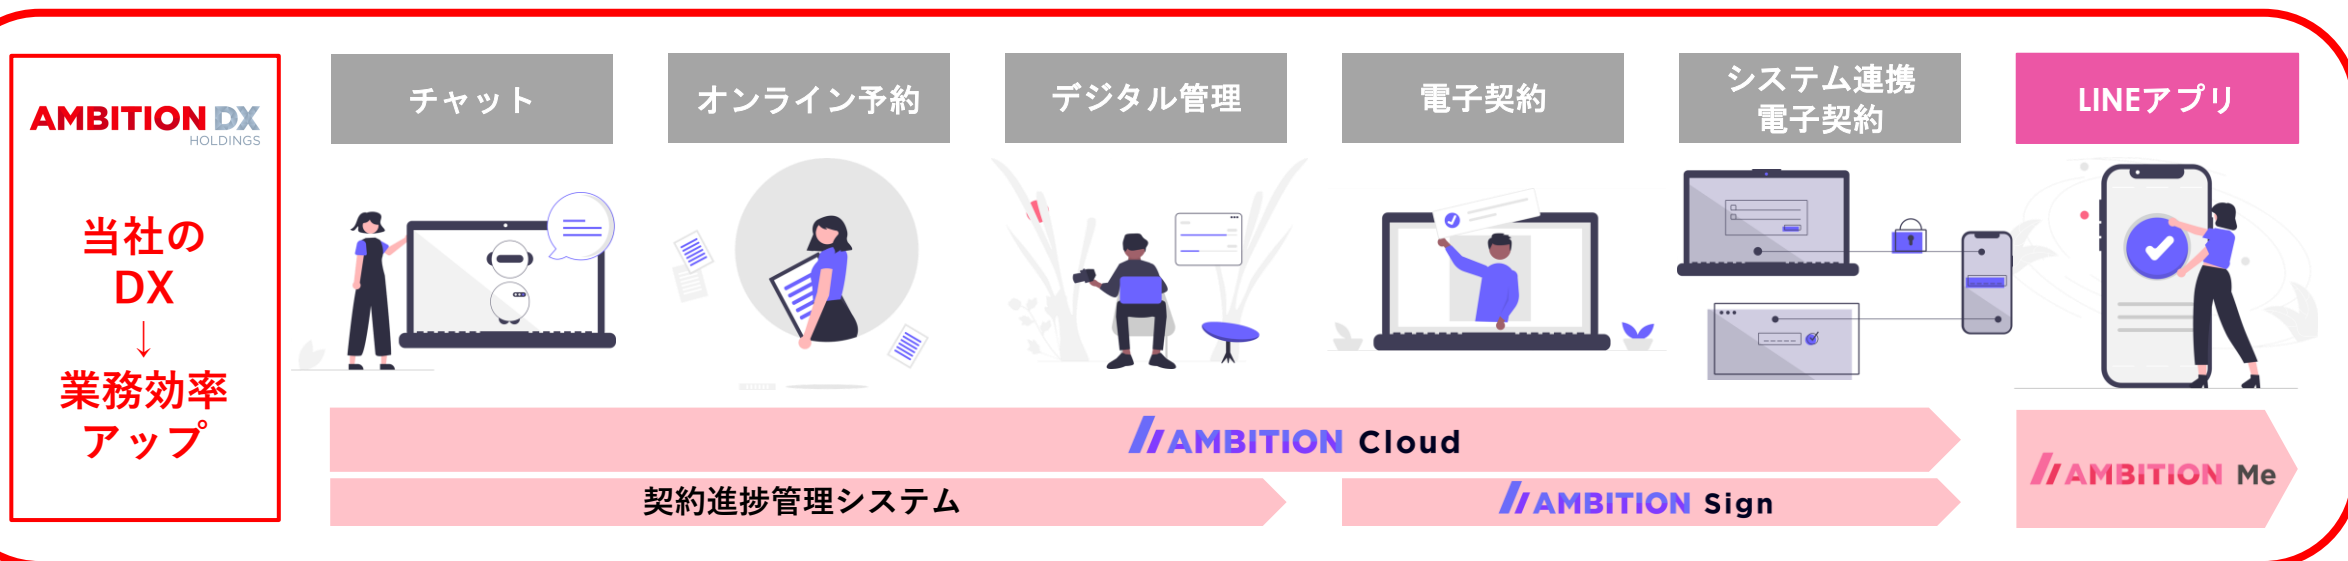 AMBITION DX
HOLDINGS
当社の
DX
↓
業務効率
アップ
チャット
オンライン予約
デジタル管理
電子契約
システム連携
電子契約
LINEアプリ
AMBITION Cloud
契約進捗管理システム
AMBITION Sign
AMBITION Me